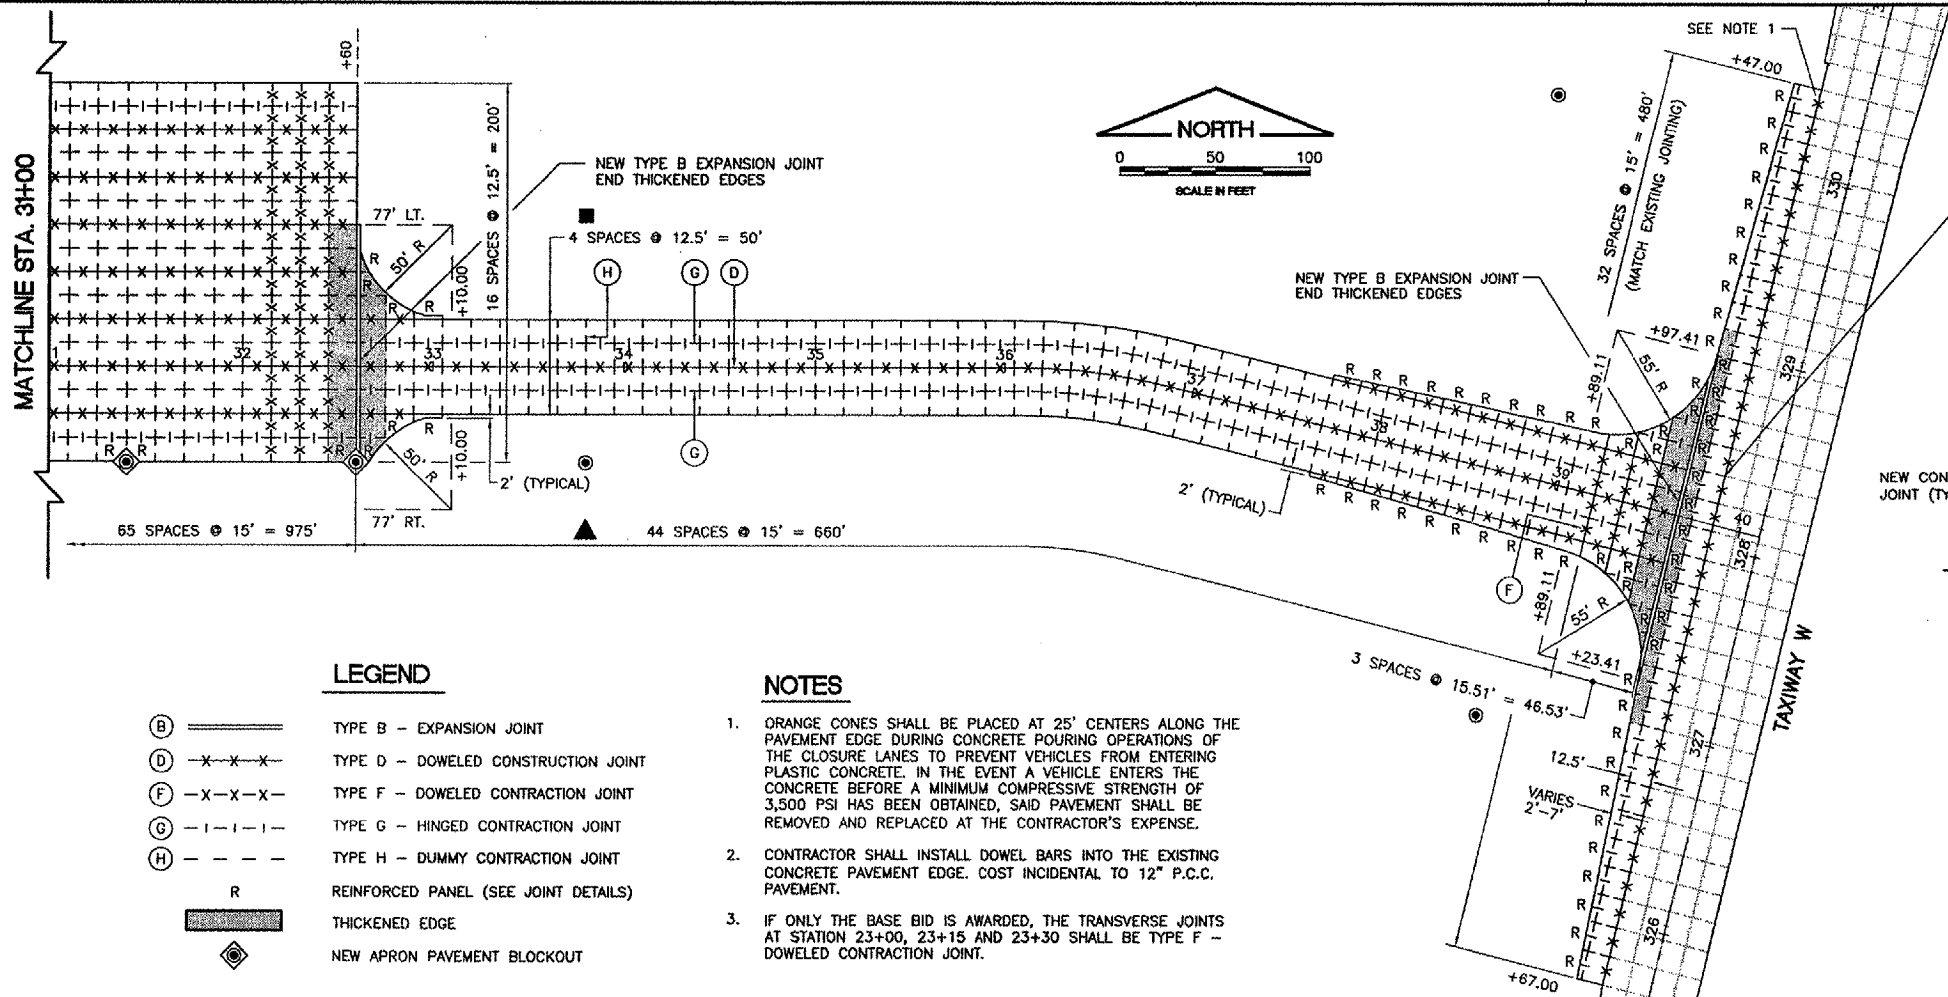 SEE NOTE 1
+47.00
+60
MATCHLINE STA. 31+00
16 SPACES @ 12.5' = 200'
NEW TYPE B EXPANSION JOINT
END THICKENED EDGES
NORTH
0 50 100
SCALE IN FEET
32 SPACES @ 15' = 480'
(MATCH EXISTING JOINTING)
77' LT.
50' R
+10.00
4 SPACES @ 12.5' = 50'
H G D
NEW TYPE B EXPANSION JOINT
END THICKENED EDGES
+97.41
+89.11
55' R
330
329
32 33 34 35 36 37 38 39 40
328
G
50' R
+10.00
2' (TYPICAL)
77' RT.
2' (TYPICAL)
NEW CON
JOINT (TY
65 SPACES @ 15' = 975'
44 SPACES @ 15' = 660'
F
+89.11
55' R
+23.41
3 SPACES @ 15.51' = 46.53'
TAXIWAY W
327
12.5'
VARIES
2'-7'
326
+67.00
LEGEND
B TYPE B - EXPANSION JOINT
D -X-X-X- TYPE D - DOWELED CONSTRUCTION JOINT
F -X-X-X- TYPE F - DOWELED CONTRACTION JOINT
G TYPE G - HINGED CONTRACTION JOINT
H TYPE H - DUMMY CONTRACTION JOINT
R REINFORCED PANEL (SEE JOINT DETAILS)
THICKENED EDGE
NEW APRON PAVEMENT BLOCKOUT
NOTES
1. ORANGE CONES SHALL BE PLACED AT 25' CENTERS ALONG THE
PAVEMENT EDGE DURING CONCRETE POURING OPERATIONS OF
THE CLOSURE LANES TO PREVENT VEHICLES FROM ENTERING
PLASTIC CONCRETE. IN THE EVENT A VEHICLE ENTERS THE
CONCRETE BEFORE A MINIMUM COMPRESSIVE STRENGTH OF
3,500 PSI HAS BEEN OBTAINED, SAID PAVEMENT SHALL BE
REMOVED AND REPLACED AT THE CONTRACTOR'S EXPENSE.
2. CONTRACTOR SHALL INSTALL DOWEL BARS INTO THE EXISTING
CONCRETE PAVEMENT EDGE. COST INCIDENTAL TO 12" P.C.C.
PAVEMENT.
3. IF ONLY THE BASE BID IS AWARDED, THE TRANSVERSE JOINTS
AT STATION 23+00, 23+15 AND 23+30 SHALL BE TYPE F -
DOWELED CONTRACTION JOINT.